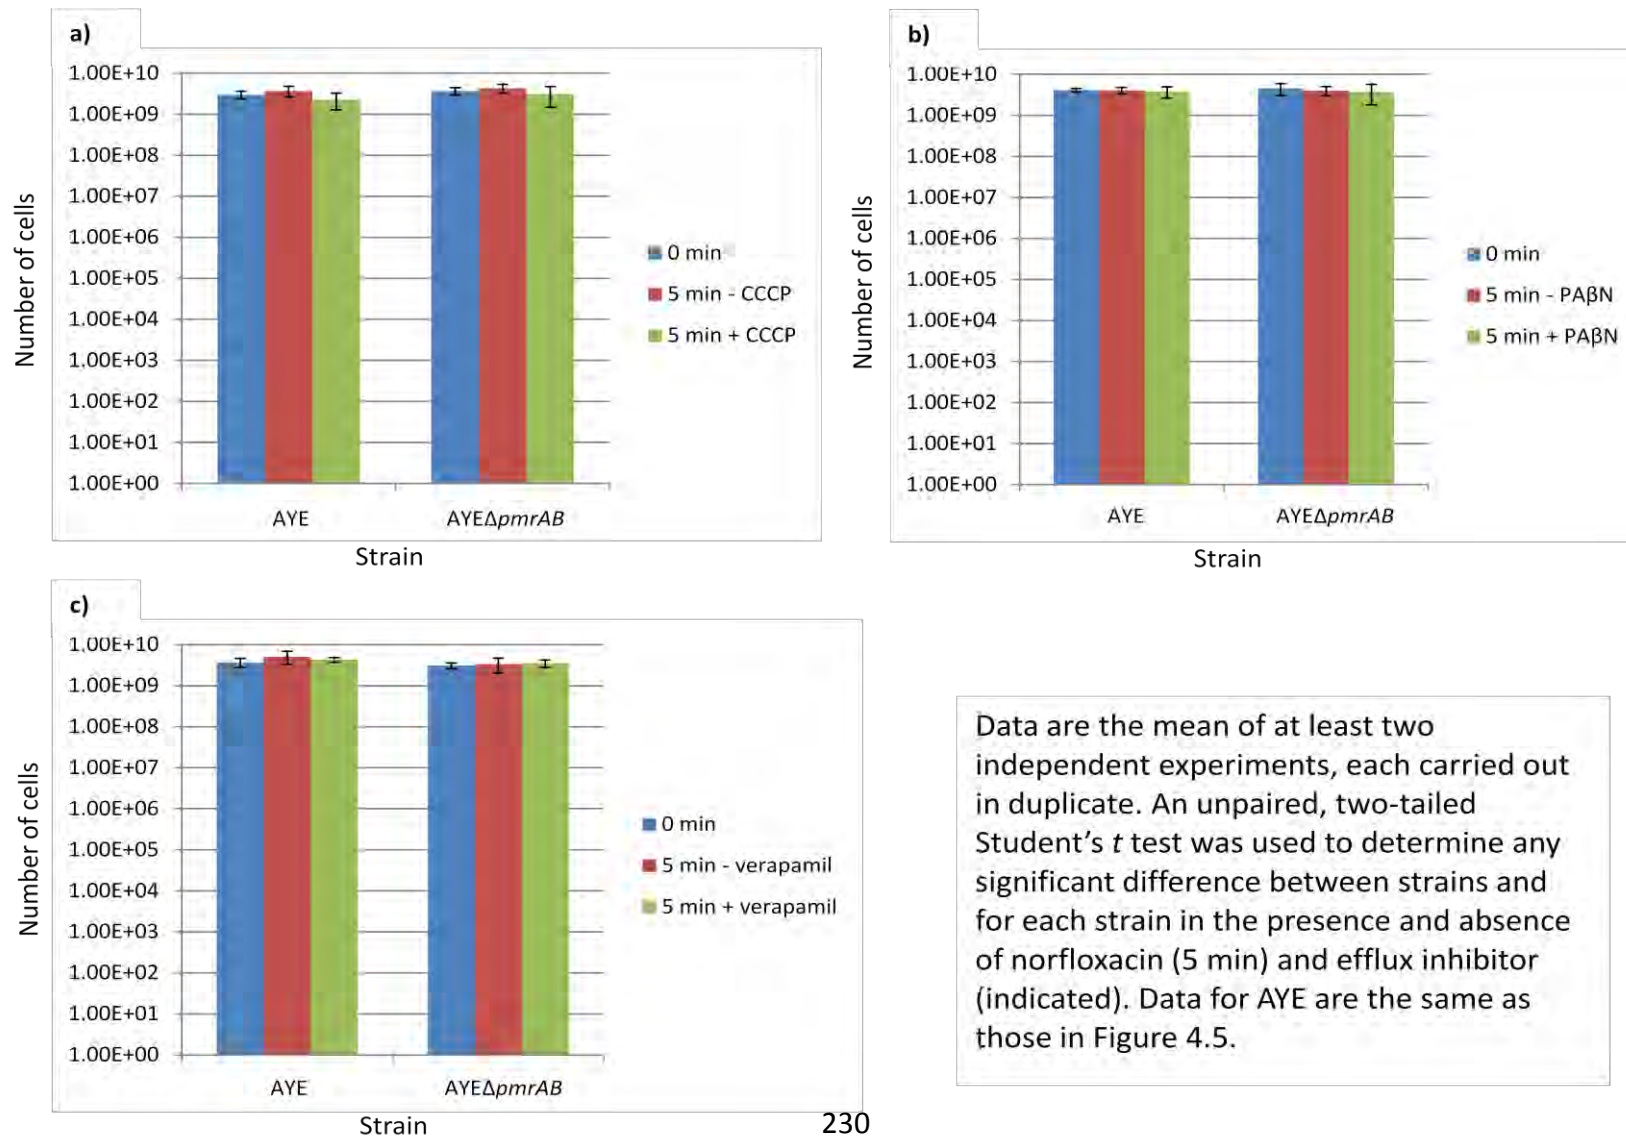 a)
1.00E+10
1.00E+09
1.00E+08
1.00E+07
1.00E+06
1.00E+05
1.00E+04
1.00E+03
1.00E+02
1.00E+01
1.00E+00
Number of cells
AYE AYEΔpmrAB
Strain
0 min
5 min - CCCP
5 min + CCCP
b)
1.00E+10
1.00E+09
1.00E+08
1.00E+07
1.00E+06
1.00E+05
1.00E+04
1.00E+03
1.00E+02
1.00E+01
1.00E+00
Number of cells
AYE AYEΔpmrAB
Strain
0 min
5 min - PAβN
5 min + PAβN
c)
1.00E+10
1.00E+09
1.00E+08
1.00E+07
1.00E+06
1.00E+05
1.00E+04
1.00E+03
1.00E+02
1.00E+01
1.00E+00
Number of cells
AYE AYEΔpmrAB
Strain
0 min
5 min - verapamil
5 min + verapamil
Data are the mean of at least two
independent experiments, each carried out
in duplicate. An unpaired, two-tailed
Student's t test was used to determine any
significant difference between strains and
for each strain in the presence and absence
of norfloxacin (5 min) and efflux inhibitor
(indicated). Data for AYE are the same as
those in Figure 4.5.
230